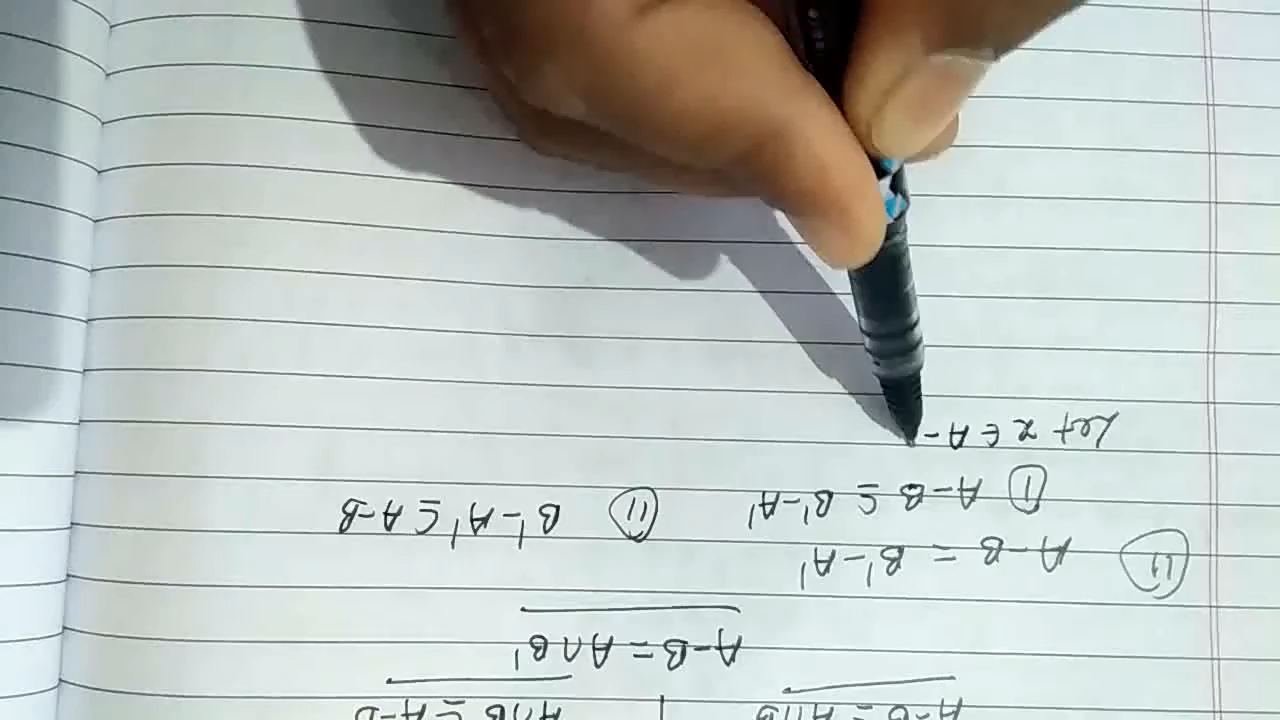 A-B = A∩B'
(ii) A-B = B'-A'
(i) A-B ⊆ B'-A' (ii) B'-A' ⊆ A-B
Let x ∈ A-